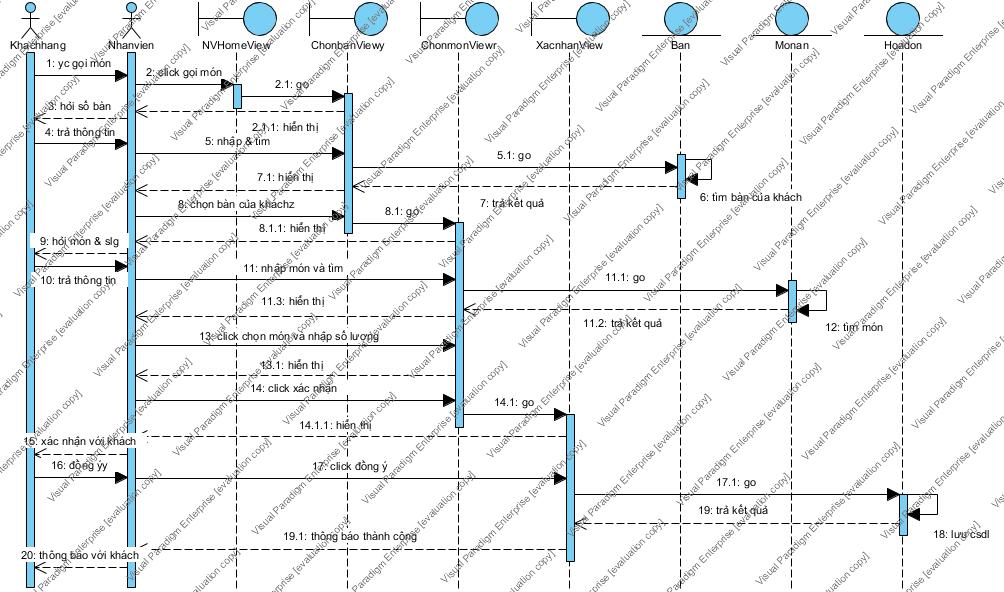 Khachhang
Nhanvien
NVHomeView
ChonbanViewy
ChonmonViewr
XacnhanView
Ban
Monan
Hoadon
1: yc gọi món
2: click gọi món
2.1: go
3: hỏi số bàn
2.1.1: hiển thị
4: trả thông tin
5: nhập & tìm
5.1: go
7.1: hiển thị
6: tìm bàn của khách
7: trả kết quả
8: chọn bàn của khachz
8.1: go
8.1.1: hiển thị
9: hỏi món & slg
10: trả thông tin
11: nhập món và tìm
11.1: go
11.3: hiển thị
11.2: trả kết quả
12: tìm món
13: click chọn món và nhập số lượng
13.1: hiển thị
14: click xác nhận
14.1: go
14.1.1: hiển thị
15: xác nhận với khách
16: đồng ýy
17: click đồng ý
17.1: go
19: trả kết quả
18: lưu csdl
19.1: thông báo thành công
20: thông báo với khách
Visual Paradigm Enterprise [evaluation copy]